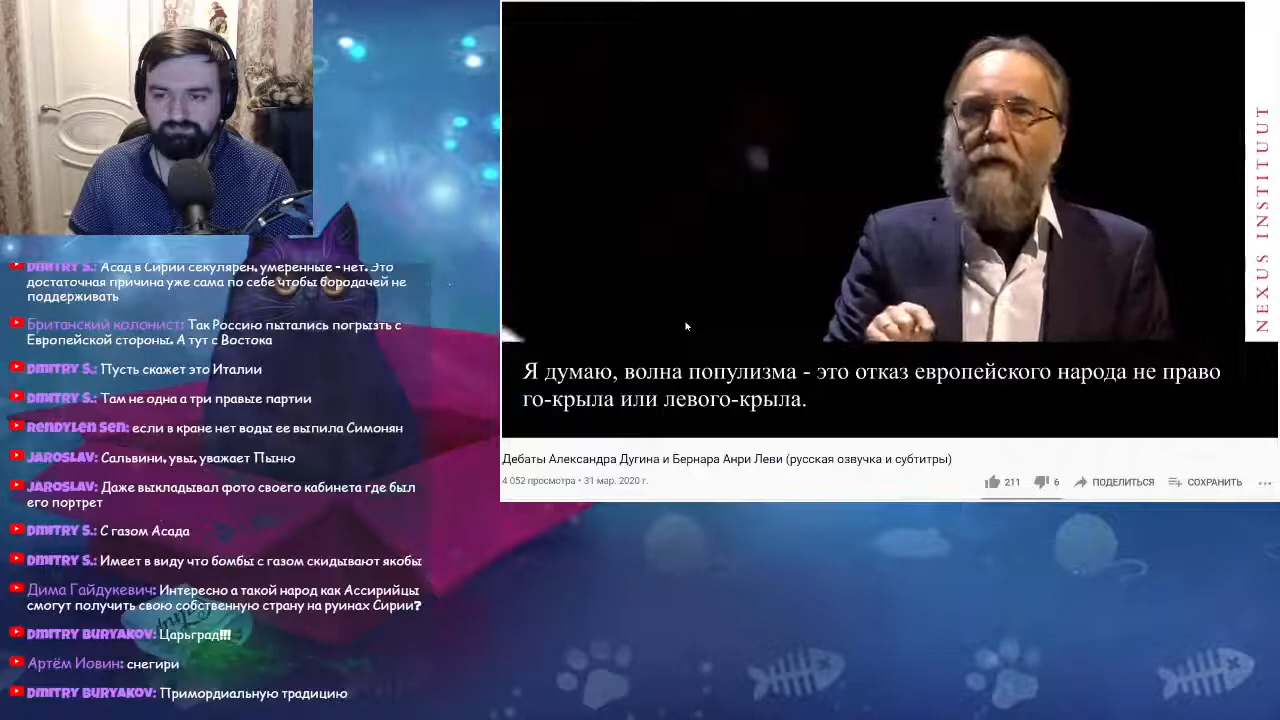 DMITRY S.: Асад в Сирии секулярен, умеренные - нет. Это
достаточная причина уже сама по себе чтобы бородачей не
поддерживать
Британский колонист: Так Россию пытались погрызть с
Европейской стороны. А тут с Востока
DMITRY S.: Пусть скажет это Италии
DMITRY S.: Там не одна а три правые партии
RENDYLEN SEN: если в кране нет воды ее выпила Симонян
JAROSLAV: Сальвини, увы, уважает Пыню
JAROSLAV: Даже выкладывал фото своего кабинета где был
его портрет
DMITRY S.: С газом Асада
DMITRY S.: Имеет в виду что бомбы с газом скидывают якобы
Дима Гайдукевич: Интересно а такой народ как Ассирийцы
смогут получить свою собственную страну на руинах Сирии?
DMITRY BURYAKOV: Царьград!!!
Артём Иовин: снегири
DMITRY BURYAKOV: Примордиальную традицию
NEXUS INSTITUUT
Я думаю, волна популизма - это отказ европейского народа не право
го-крыла или левого-крыла.
Дебаты Александра Дугина и Бернара Анри Леви (русская озвучка и субтитры)
4 052 просмотра • 31 мар. 2020 г.
211
6
ПОДЕЛИТЬСЯ
СОХРАНИТЬ